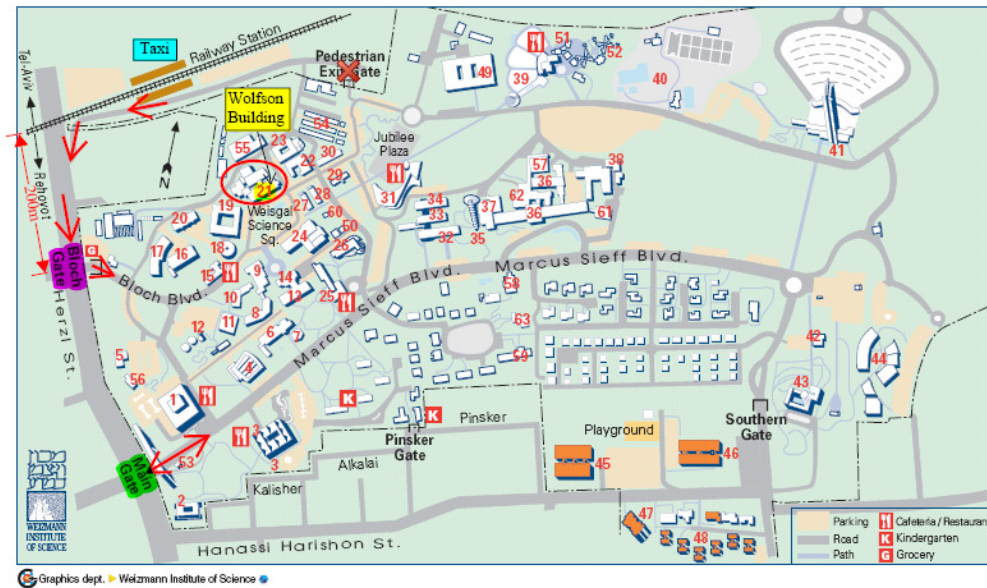 Taxi
Railway Station
Tel-Aviv
Rehovot
200m
Pedestrian
Exit Gate
Wolfson
Building
N
Jubilee
Plaza
Weisgal
Science
Sq.
Bloch
Gate
Bloch Blvd.
Herzl St.
Marcus Sieff Blvd.
Marcus Sieff Blvd.
Main
Gate
Pinsker
Gate
Pinsker
Alkalai
Kalisher
Hanassi Harishon St.
Playground
Southern
Gate
51
52
49
39
40
41
54
55
23
22
30
29
21
28
27
60
50
31
34
33
32
35
37
36
62
57
36
38
61
20
19
17
16
18
15
24
26
9
14
13
25
10
8
11
12
6
7
4
5
56
1
53
3
3
2
58
63
59
42
43
44
45
46
47
48
G
K
K
מכון
ויצמן
למדע
WEIZMANN
INSTITUTE
OF SCIENCE
Parking
Road
Path
Cafeteria / Restaurant
K Kindergarten
G Grocery
Graphics dept. Weizmann Institute of Science